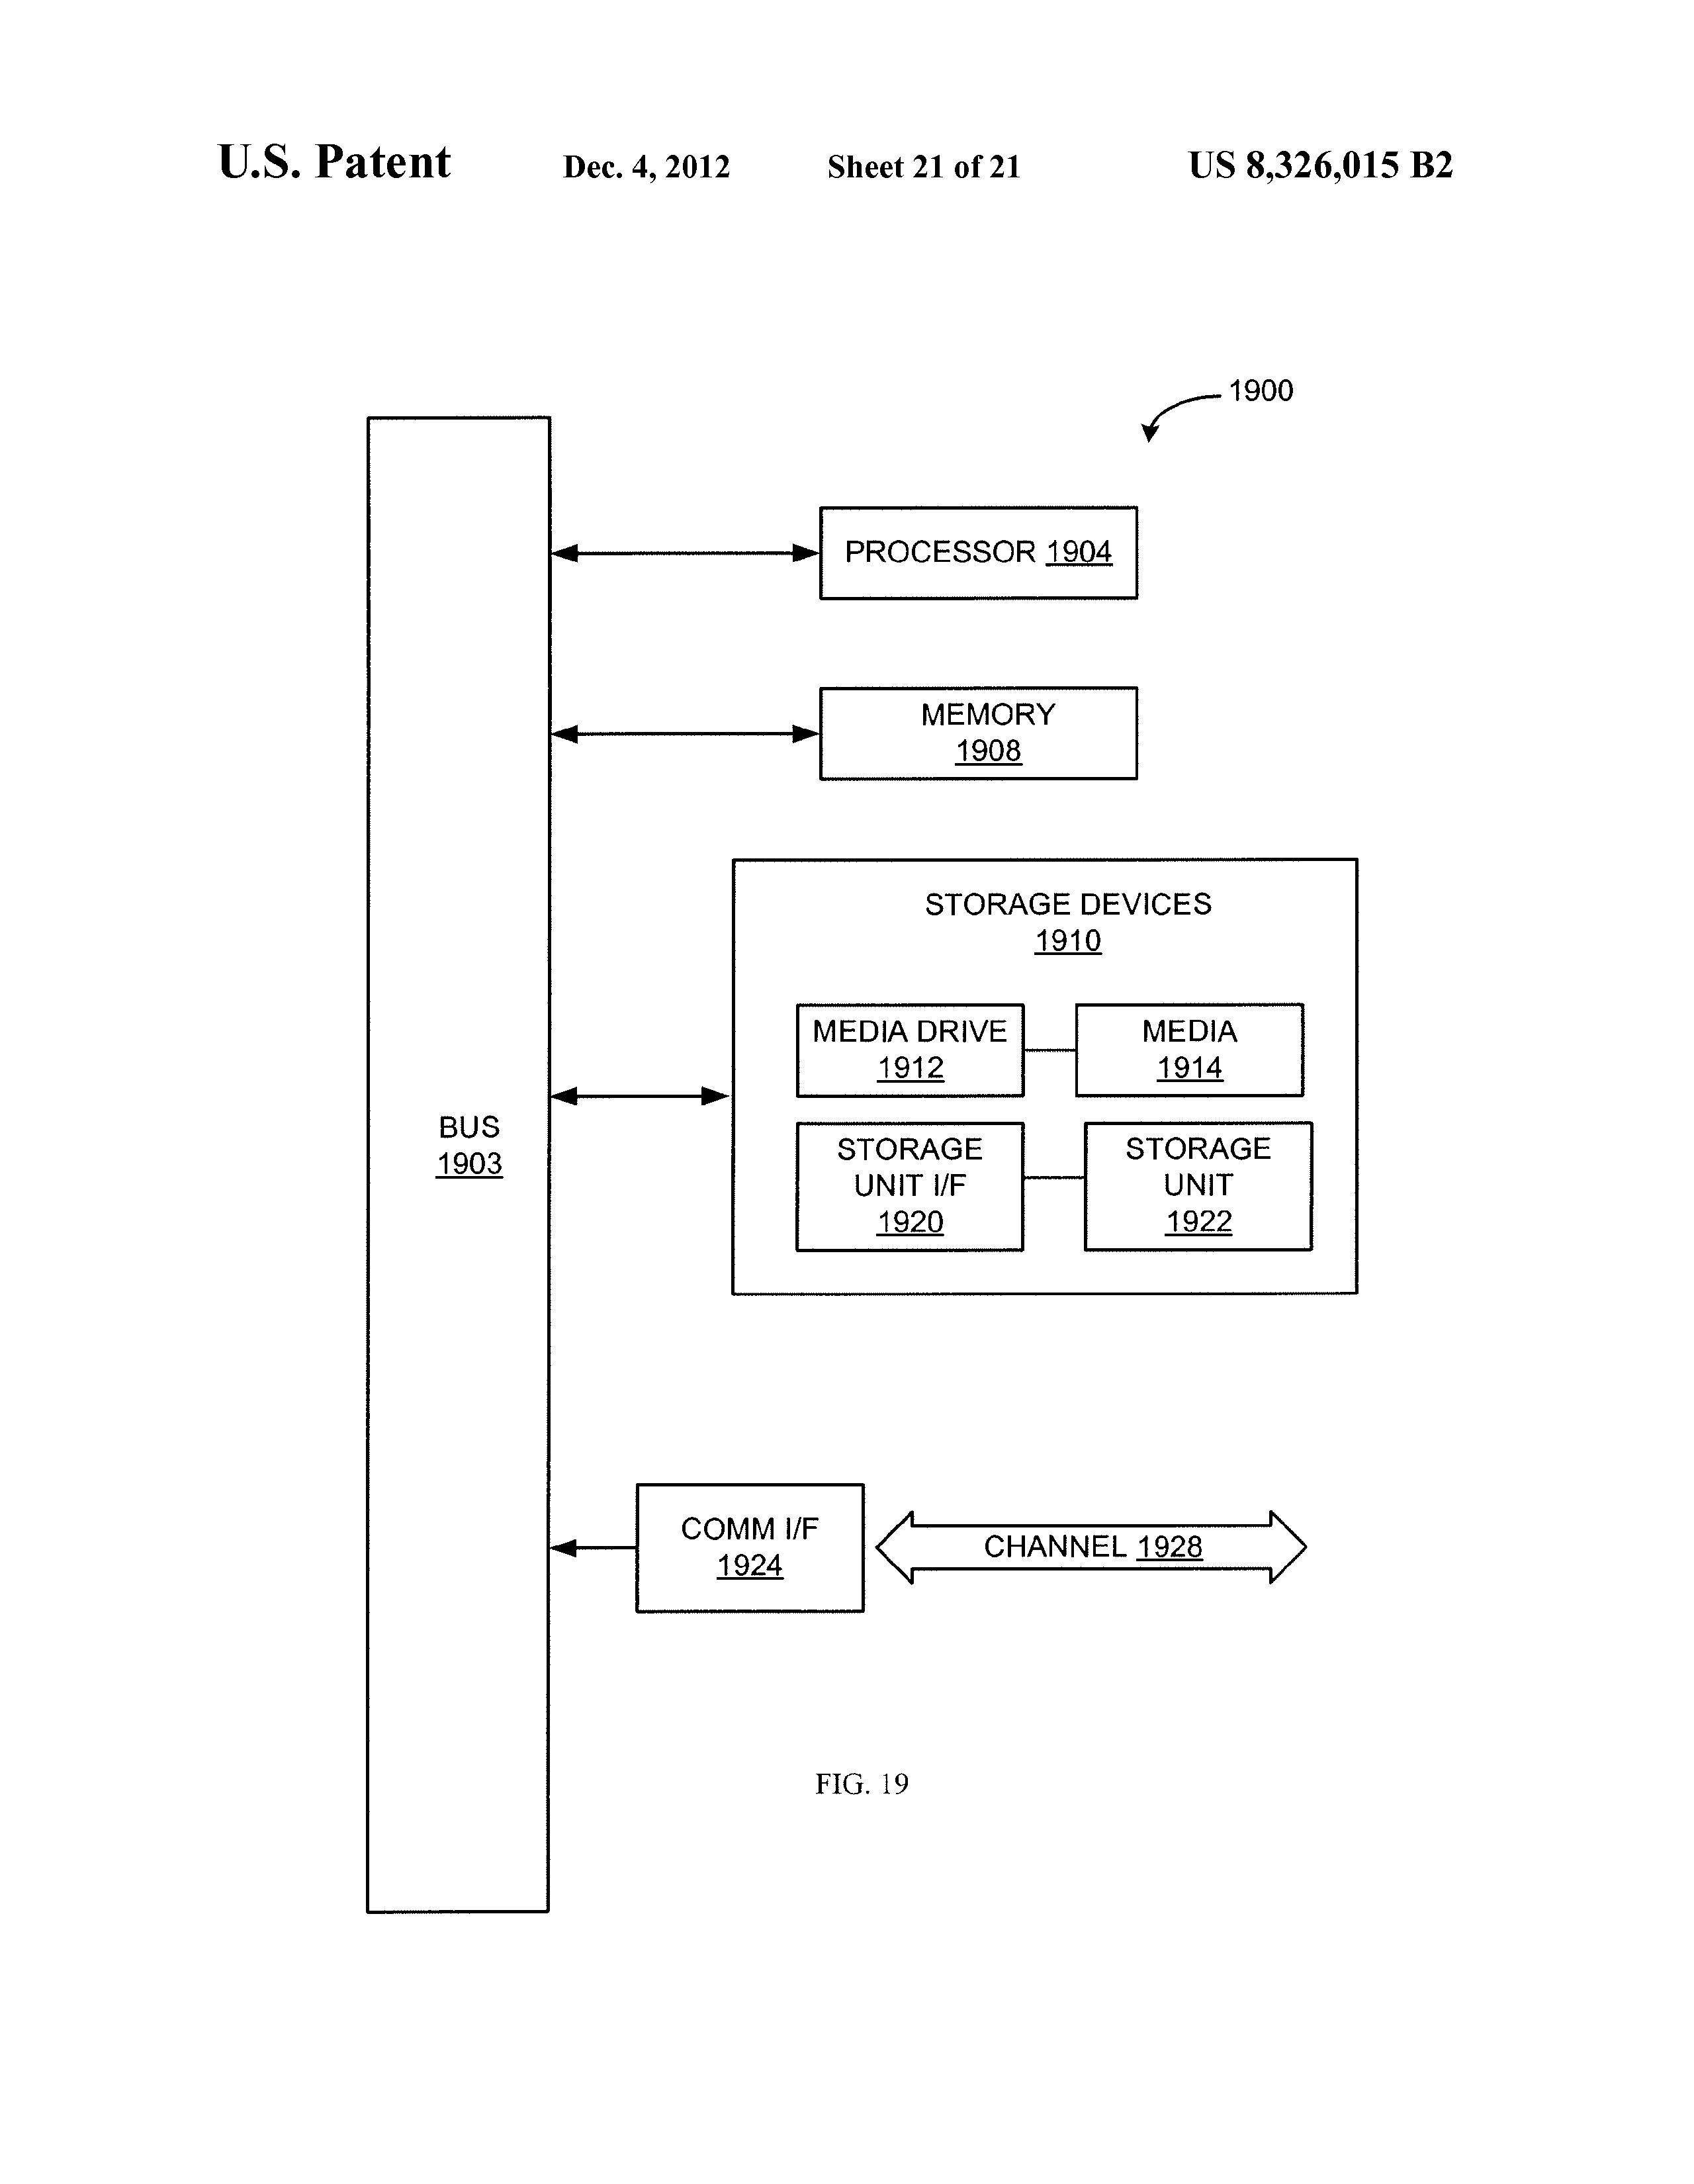 U.S. Patent Dec. 4, 2012 Sheet 21 of 21 US 8,326,015 B2
1900
PROCESSOR 1904
MEMORY
1908
STORAGE DEVICES
1910
MEDIA DRIVE
1912
MEDIA
1914
BUS
1903
STORAGE
UNIT I/F
1920
STORAGE
UNIT
1922
COMM I/F
1924
CHANNEL 1928
FIG. 19